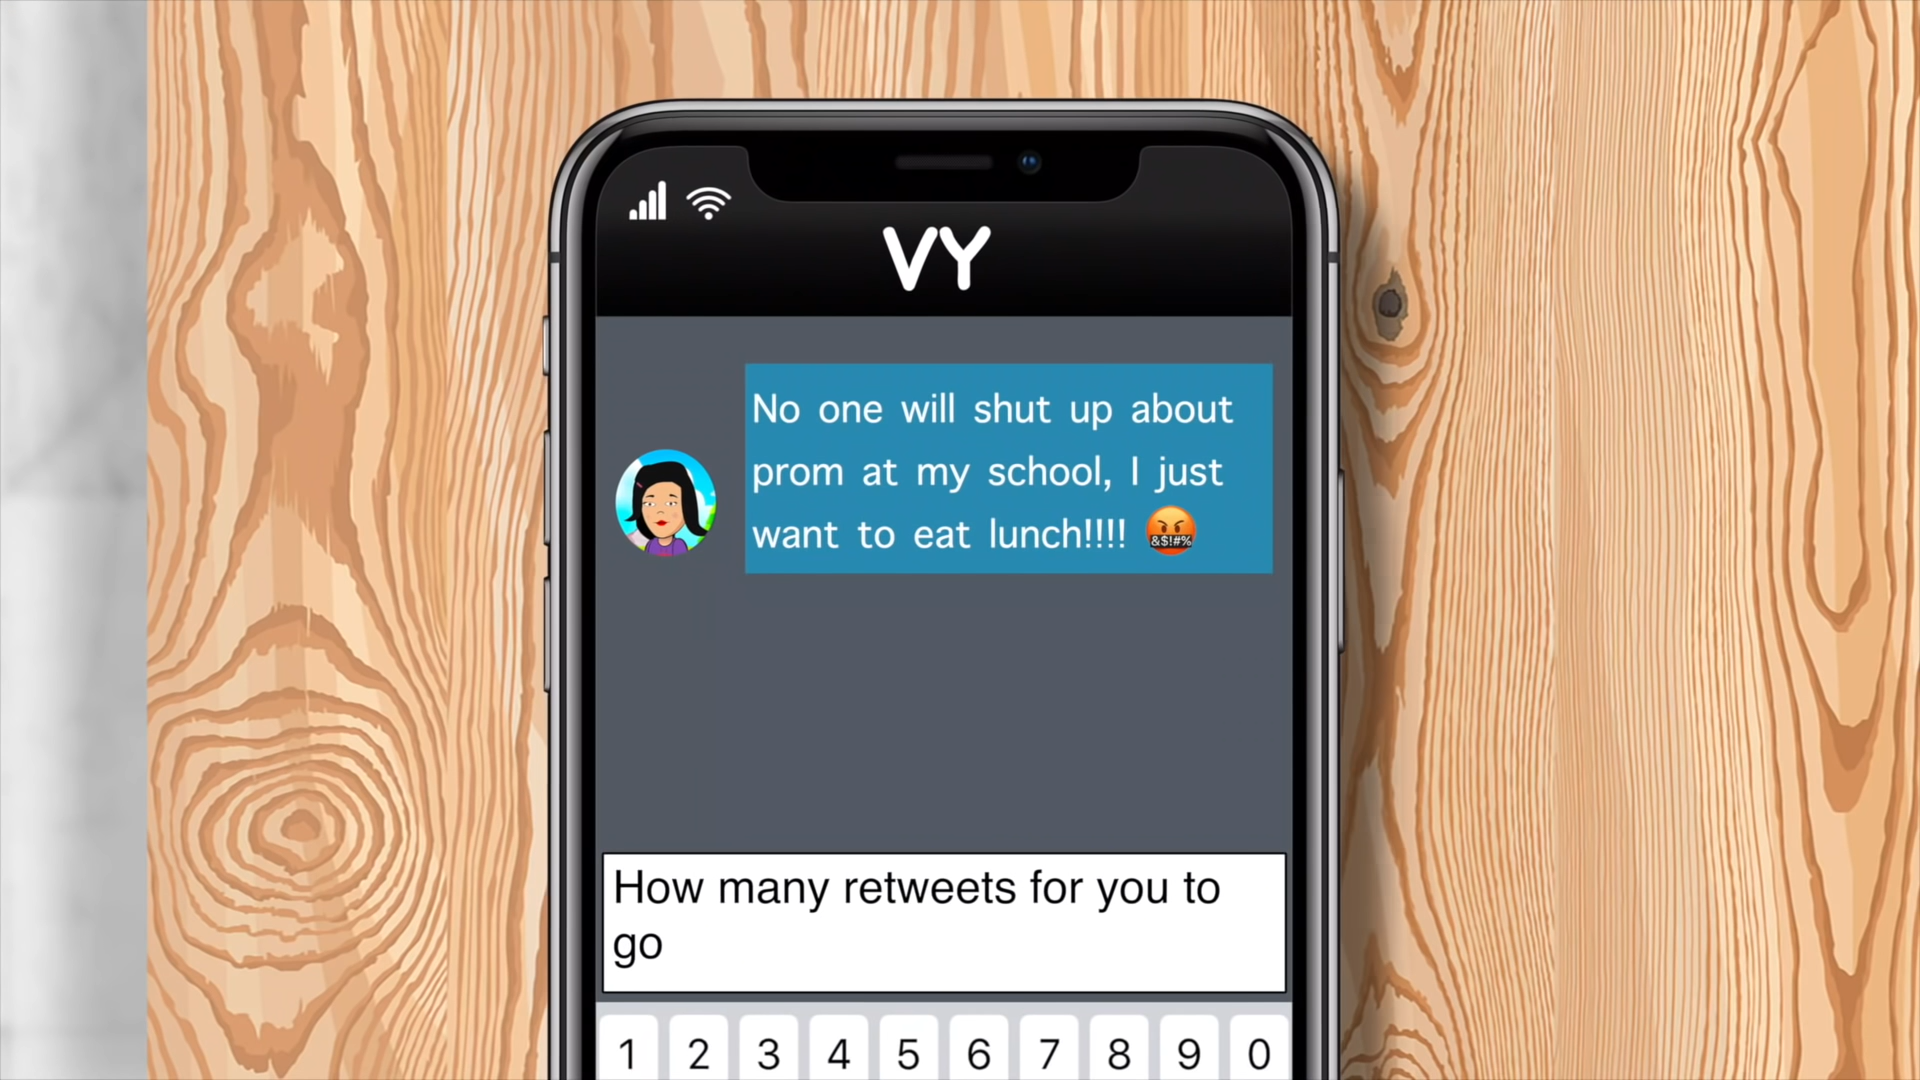 VY
No one will shut up about
prom at my school, I just
want to eat lunch!!!! 🤬
How many retweets for you to
go
1 2 3 4 5 6 7 8 9 0